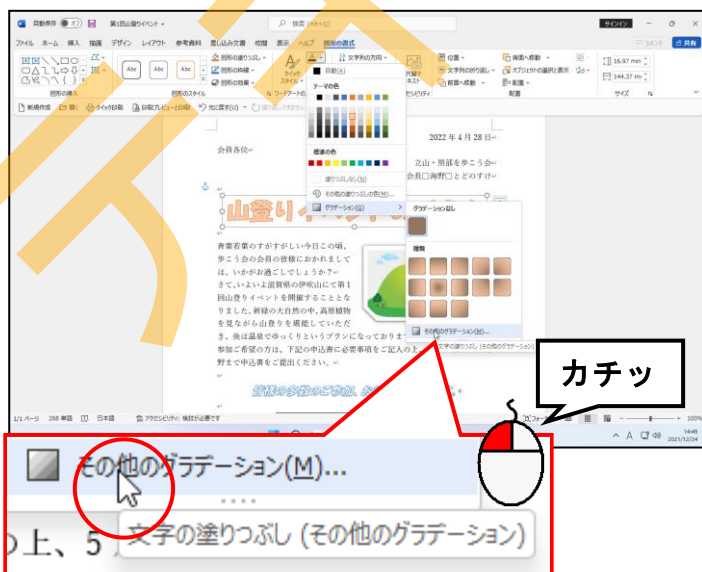 自動保存 オフ 第1回山登りイベント 検索 (Alt+Q) サインイン
ファイル ホーム 挿入 描画 デザイン レイアウト 参考資料 差し込み文書 校閲 表示 ヘルプ 図形の書式 コメント 共有
図形の塗りつぶし 文字列の方向 位置 背面へ移動
Abc Abc Abc 図形の枠線 文字列の折り返し オブジェクトの選択と表示 16.97 mm
図形の効果 前面へ移動 配置 144.37 mm
図形の挿入 図形のスタイル 配置 サイズ
新規作成 開く クイック印刷 印刷プレビューと印刷 元に戻す(U)
自動(A)
テーマの色
標準の色
塗りつぶしなし(N)
その他の塗りつぶしの色(M)...
グラデーション(G)
グラデーションなし
種類
その他のグラデーション(M)...
文字の塗りつぶし (その他のグラデーション)
2022 年 4 月 28 日
会員各位
立山・黒部を歩こう会
会長□海野□とどのすけ
山登りイベント
青葉若葉のすがすがしい今日この頃、
歩こう会の会員の皆様におかれまして
は、いかがお過ごしでしょうか？
さて、いよいよ滋賀県の伊吹山にて第1
回山登りイベントを開催することとな
りました。新緑の大自然の中、高原植物
を見ながら山登りを堪能していただ
き、後は温泉でゆっくりというプランになっております
参加ご希望の方は、下記の申込書に必要事項をご記入の上、
野まで申込書をご提出ください。
皆様の多数のご参加、お
1/1 ページ 268 単語 日本語 アクセシビリティ: 検討が必要です 100%
A 14:46
2021/12/24
カチッ
その他のグラデーション(M)...
の上、5
文字の塗りつぶし (その他のグラデーション)